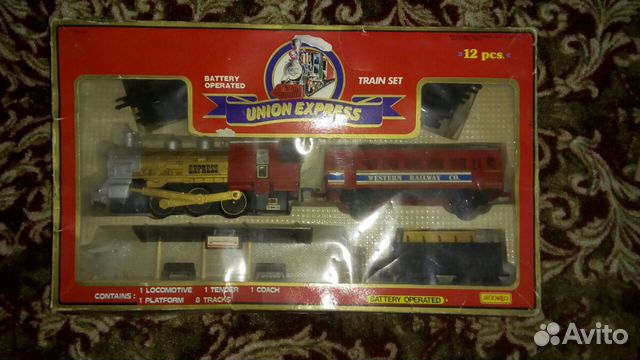 12 pcs.
BATTERY OPERATED
TRAIN SET
UNION EXPRESS
EXPRESS
WESTERN RAILWAY CO.
CONTAINS: 1 LOCOMOTIVE 1 TENDER 1 COACH
1 PLATFORM 8 TRACKS
BATTERY OPERATED
Avito